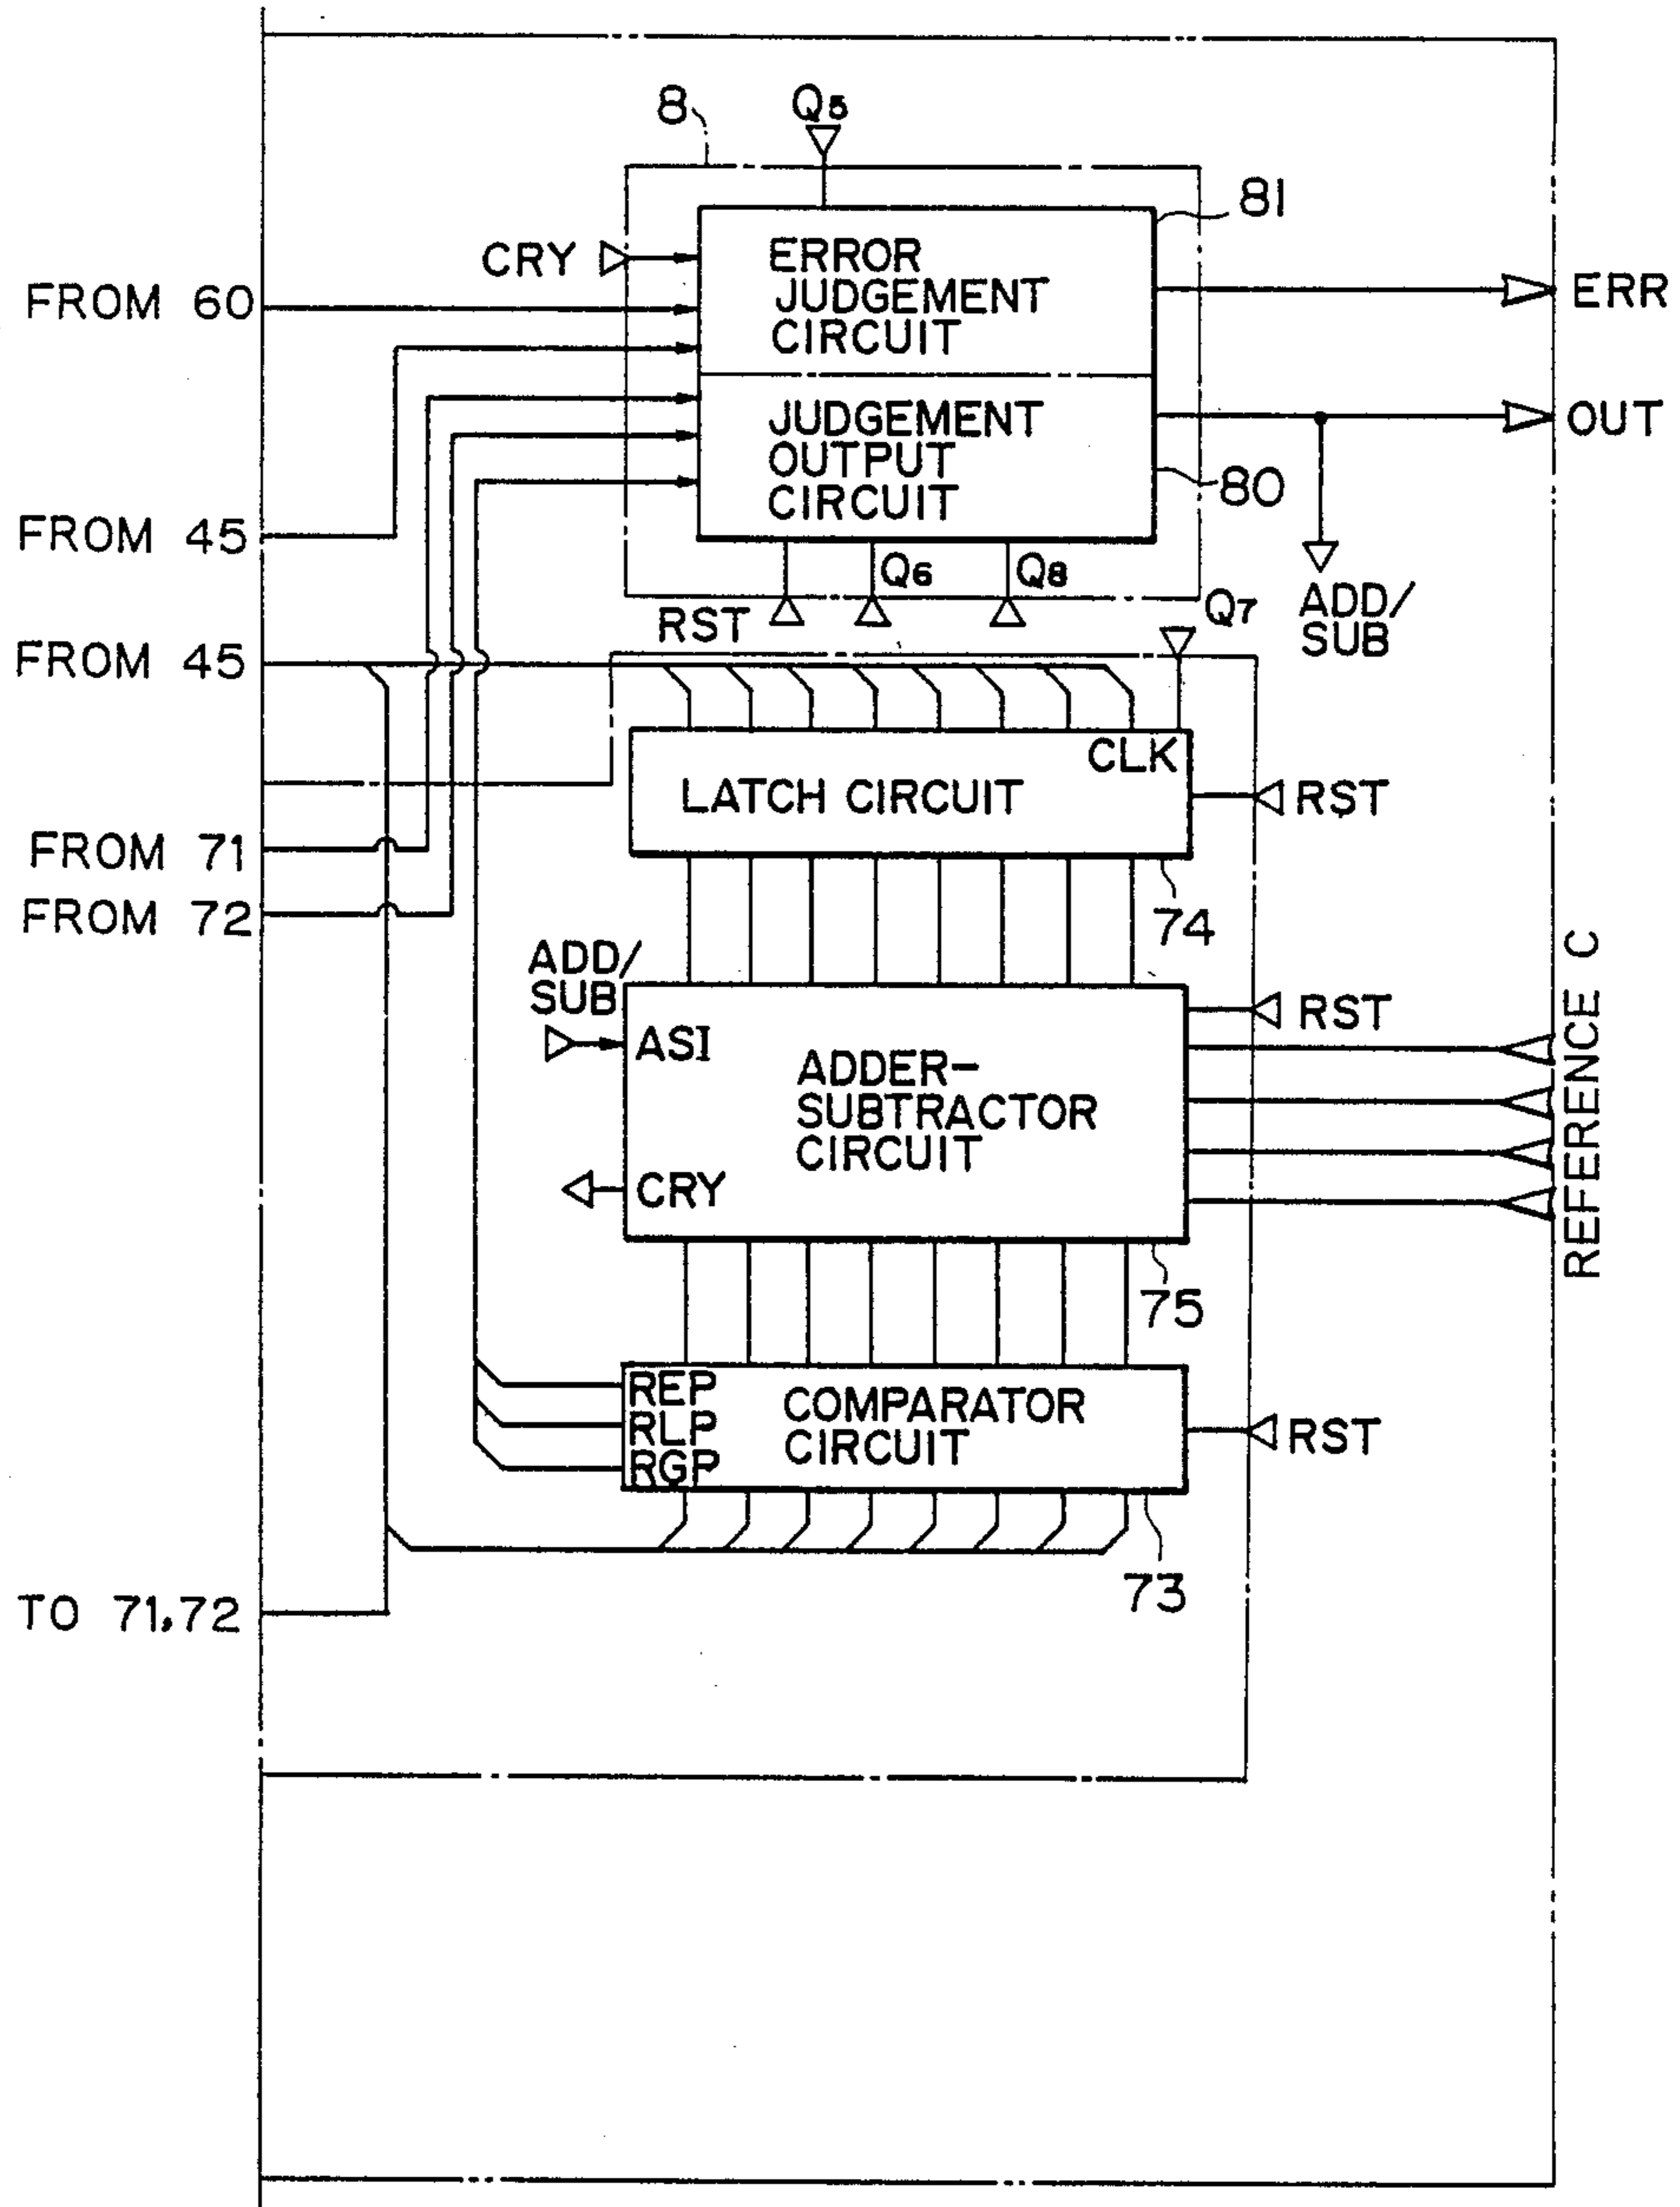 8
Q5
81
CRY
ERROR
JUDGEMENT
CIRCUIT
FROM 60
ERR
JUDGEMENT
OUTPUT
CIRCUIT
OUT
80
FROM 45
Q6
Q8
RST
Q7
ADD/
SUB
FROM 45
CLK
LATCH CIRCUIT
RST
FROM 71
FROM 72
74
ADD/
SUB
RST
ASI
ADDER-
SUBTRACTOR
CIRCUIT
REFERENCE C
CRY
75
REP
RLP
RGP
COMPARATOR
CIRCUIT
RST
73
TO 71,72